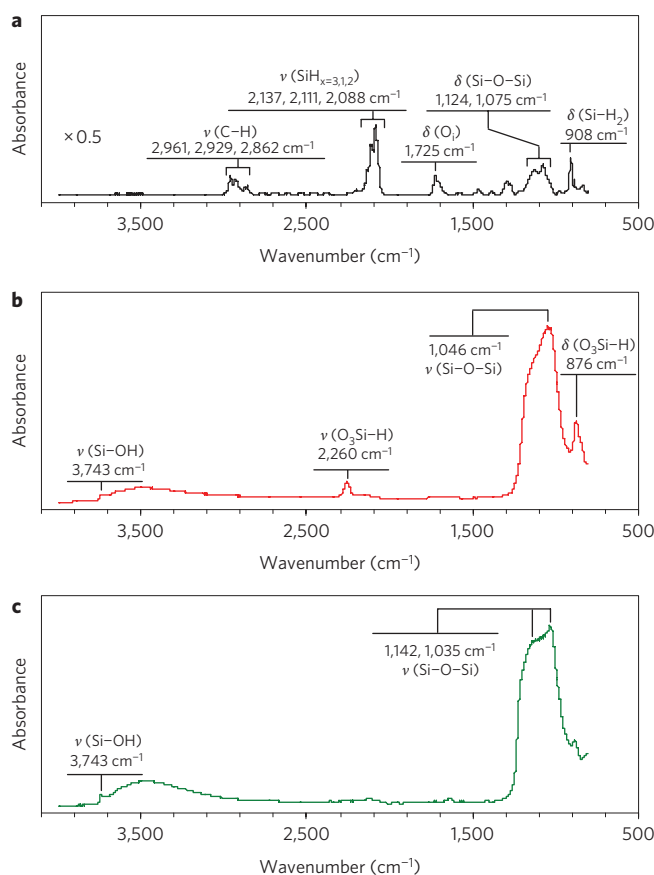 a
ν (SiHx=3,1,2)
2,137, 2,111, 2,088 cm⁻¹
δ (Si–O–Si)
1,124, 1,075 cm⁻¹
δ (Si–H₂)
908 cm⁻¹
×0.5
ν (C–H)
2,961, 2,929, 2,862 cm⁻¹
δ (Oᵢ)
1,725 cm⁻¹
Absorbance
3,500 2,500 1,500 500
Wavenumber (cm⁻¹)
b
1,046 cm⁻¹
ν (Si–O–Si)
δ (O₃Si–H)
876 cm⁻¹
ν (Si–OH)
3,743 cm⁻¹
ν (O₃Si–H)
2,260 cm⁻¹
Absorbance
3,500 2,500 1,500 500
Wavenumber (cm⁻¹)
c
1,142, 1,035 cm⁻¹
ν (Si–O–Si)
ν (Si–OH)
3,743 cm⁻¹
Absorbance
3,500 2,500 1,500 500
Wavenumber (cm⁻¹)